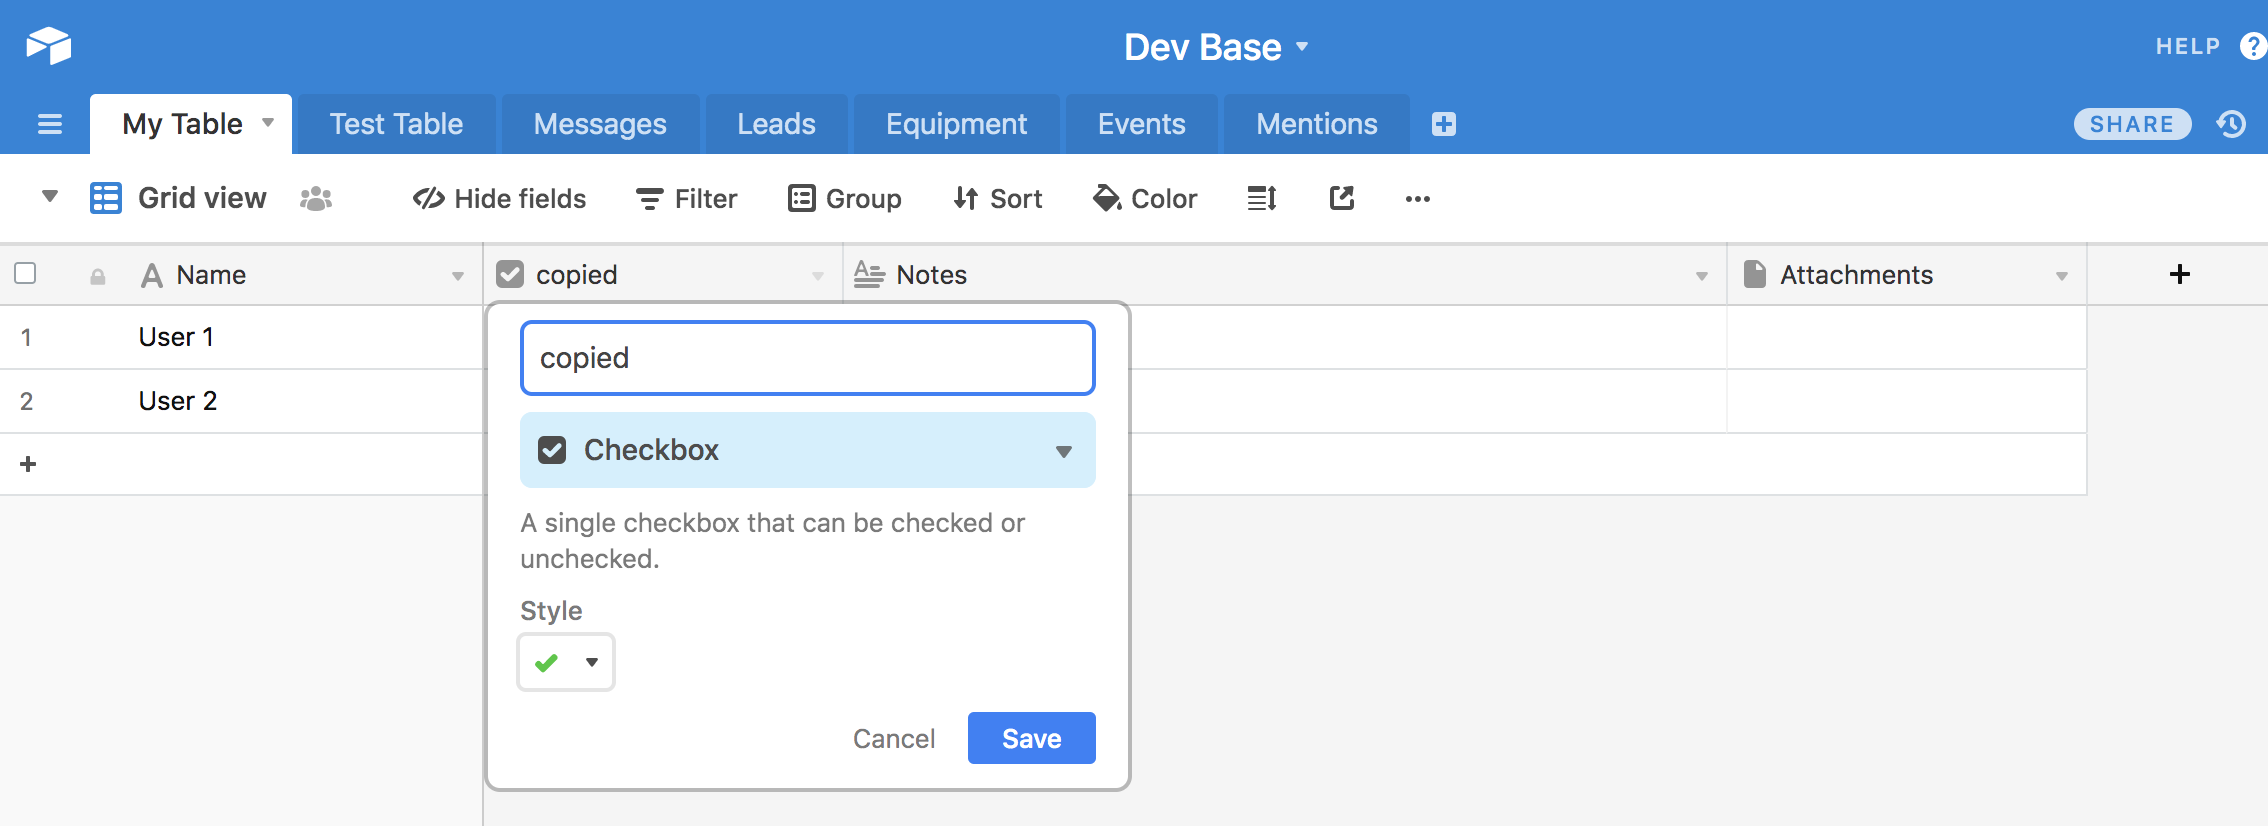 Dev Base
HELP ?
My Table Test Table Messages Leads Equipment Events Mentions SHARE
Grid view Hide fields Filter Group Sort Color
A Name copied Notes Attachments
1 User 1
copied
2 User 2
Checkbox
A single checkbox that can be checked or
unchecked.
Style
Cancel Save